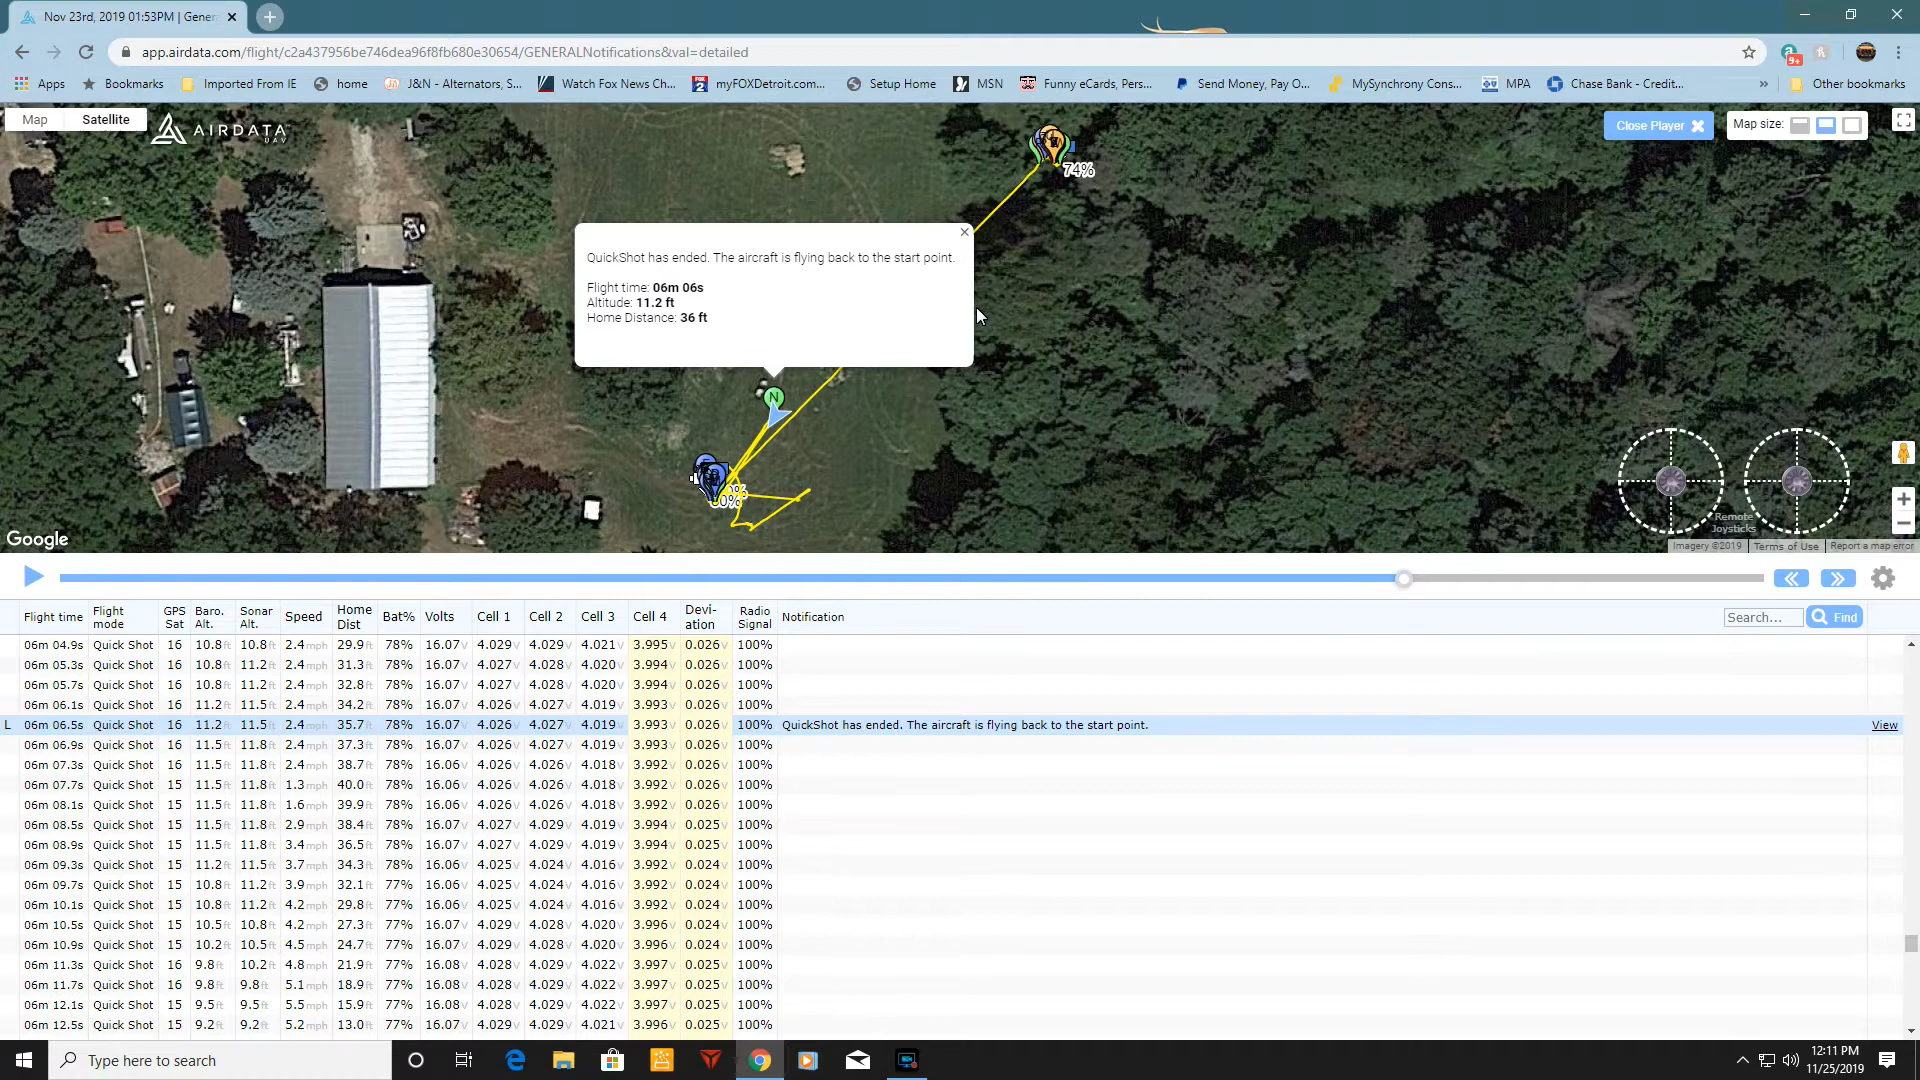 Nov 23rd, 2019 01:53PM | Gener
app.airdata.com/flight/c2a437956be746dea96f8fb680e30654/GENERALNotifications&val=detailed
9+
Apps Bookmarks Imported From IE home J&N - Alternators, S... Watch Fox News Ch... 2 myFOXDetroit.com... Setup Home MSN Funny eCards, Pers... Send Money, Pay O... MySynchrony Cons... MPA Chase Bank - Credit... » Other bookmarks
Map Satellite AIRDATA UAV Close Player Map size:
74%
QuickShot has ended. The aircraft is flying back to the start point.
Flight time: 06m 06s
Altitude: 11.2 ft
Home Distance: 36 ft
N
Remote
Joysticks
Google
Imagery ©2019 Terms of Use Report a map error
Flight time Flight mode GPS Sat Baro. Alt. Sonar Alt. Speed Home Dist Bat% Volts Cell 1 Cell 2 Cell 3 Cell 4 Devi-ation Radio Signal Notification Search... Find
06m 04.9s Quick Shot 16 10.8ft 10.8ft 2.4mph 29.9ft 78% 16.07V 4.029V 4.029V 4.021V 3.995V 0.026V 100%
06m 05.3s Quick Shot 16 10.8ft 11.2ft 2.4mph 31.3ft 78% 16.07V 4.027V 4.028V 4.020V 3.994V 0.026V 100%
06m 05.7s Quick Shot 16 10.8ft 11.2ft 2.4mph 32.8ft 78% 16.07V 4.027V 4.028V 4.020V 3.994V 0.026V 100%
06m 06.1s Quick Shot 16 11.2ft 11.5ft 2.4mph 34.2ft 78% 16.07V 4.026V 4.027V 4.019V 3.993V 0.026V 100%
L 06m 06.5s Quick Shot 16 11.2ft 11.5ft 2.4mph 35.7ft 78% 16.07V 4.026V 4.027V 4.019V 3.993V 0.026V 100% QuickShot has ended. The aircraft is flying back to the start point. View
06m 06.9s Quick Shot 16 11.5ft 11.8ft 2.4mph 37.3ft 78% 16.07V 4.026V 4.027V 4.019V 3.993V 0.026V 100%
06m 07.3s Quick Shot 16 11.5ft 11.8ft 2.4mph 38.7ft 78% 16.06V 4.026V 4.026V 4.018V 3.992V 0.026V 100%
06m 07.7s Quick Shot 15 11.5ft 11.8ft 1.3mph 40.0ft 78% 16.06V 4.026V 4.026V 4.018V 3.992V 0.026V 100%
06m 08.1s Quick Shot 15 11.5ft 11.8ft 1.6mph 39.9ft 78% 16.06V 4.026V 4.026V 4.018V 3.992V 0.026V 100%
06m 08.5s Quick Shot 15 11.5ft 11.8ft 2.9mph 38.4ft 78% 16.07V 4.027V 4.029V 4.019V 3.994V 0.025V 100%
06m 08.9s Quick Shot 15 11.5ft 11.8ft 3.4mph 36.5ft 78% 16.07V 4.027V 4.029V 4.019V 3.994V 0.025V 100%
06m 09.3s Quick Shot 15 11.2ft 11.5ft 3.7mph 34.3ft 78% 16.06V 4.025V 4.024V 4.016V 3.992V 0.024V 100%
06m 09.7s Quick Shot 15 10.8ft 11.2ft 3.9mph 32.1ft 77% 16.06V 4.025V 4.024V 4.016V 3.992V 0.024V 100%
06m 10.1s Quick Shot 15 10.8ft 11.2ft 4.2mph 29.8ft 77% 16.06V 4.025V 4.024V 4.016V 3.992V 0.024V 100%
06m 10.5s Quick Shot 15 10.5ft 10.8ft 4.2mph 27.3ft 77% 16.07V 4.029V 4.028V 4.020V 3.996V 0.024V 100%
06m 10.9s Quick Shot 15 10.2ft 10.5ft 4.5mph 24.7ft 77% 16.07V 4.029V 4.028V 4.020V 3.996V 0.024V 100%
06m 11.3s Quick Shot 16 9.8ft 10.2ft 4.8mph 21.9ft 77% 16.08V 4.028V 4.029V 4.022V 3.997V 0.025V 100%
06m 11.7s Quick Shot 16 9.8ft 9.8ft 5.1mph 18.9ft 77% 16.08V 4.028V 4.029V 4.022V 3.997V 0.025V 100%
06m 12.1s Quick Shot 15 9.5ft 9.5ft 5.5mph 15.9ft 77% 16.08V 4.028V 4.029V 4.022V 3.997V 0.025V 100%
06m 12.5s Quick Shot 15 9.2ft 9.2ft 5.2mph 13.0ft 77% 16.07V 4.029V 4.029V 4.021V 3.996V 0.025V 100%
Type here to search
12:11 PM
11/25/2019